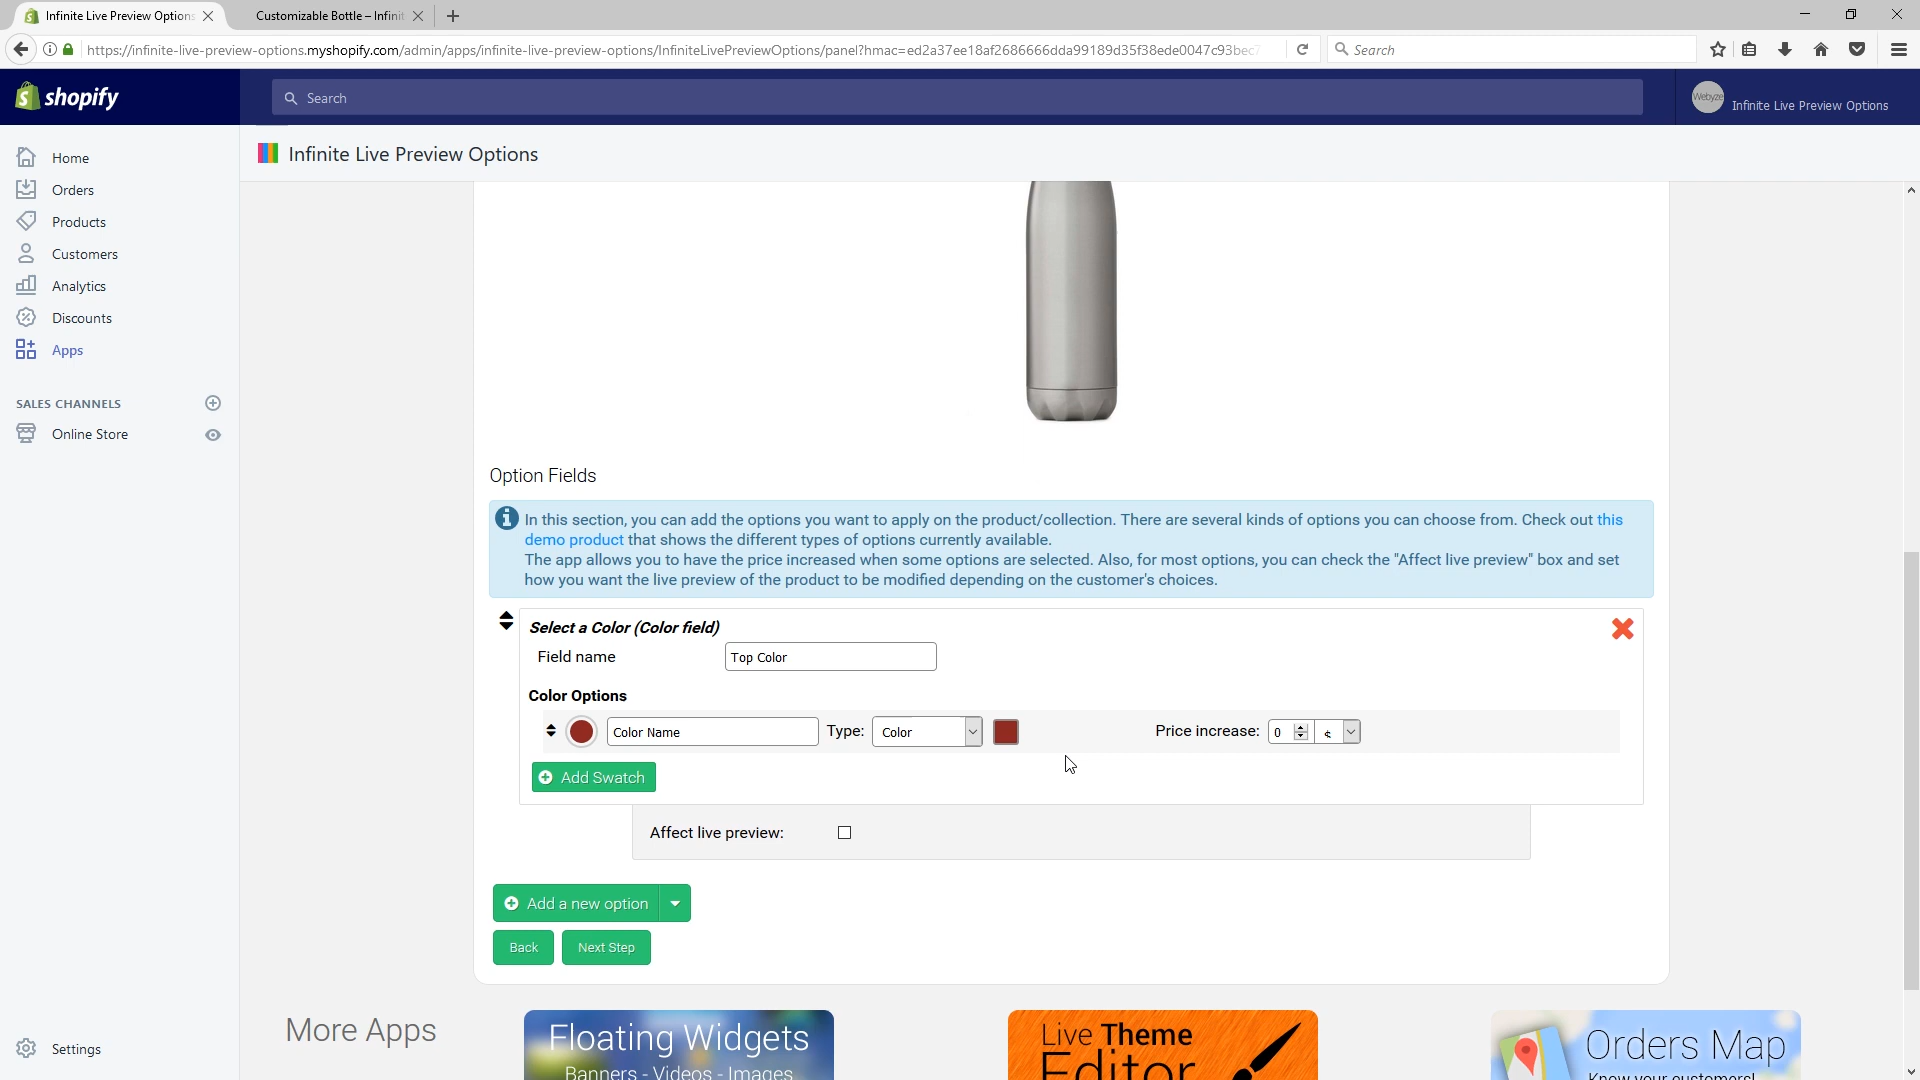 Infinite Live Preview Options
Customizable Bottle – Infinit
https://infinite-live-preview-options.myshopify.com/admin/apps/infinite-live-preview-options/InfiniteLivePreviewOptions/panel?hmac=ed2a37ee18af2686666dda99189d35f38ede0047c93bec7
Search
shopify
Search
Webyze
Infinite Live Preview Options
Home
Orders
Products
Customers
Analytics
Discounts
Apps
SALES CHANNELS
Online Store
Settings
Infinite Live Preview Options
Option Fields
In this section, you can add the options you want to apply on the product/collection. There are several kinds of options you can choose from. Check out this
demo product that shows the different types of options currently available.
The app allows you to have the price increased when some options are selected. Also, for most options, you can check the "Affect live preview" box and set
how you want the live preview of the product to be modified depending on the customer's choices.
Select a Color (Color field)
Field name
Top Color
Color Options
Color Name
Type:
Color
Price increase:
0
Add Swatch
Affect live preview:
Add a new option
Back
Next Step
More Apps
Floating Widgets
Banners - Videos - Images
Live Theme
Editor
Orders Map
Know your customers!